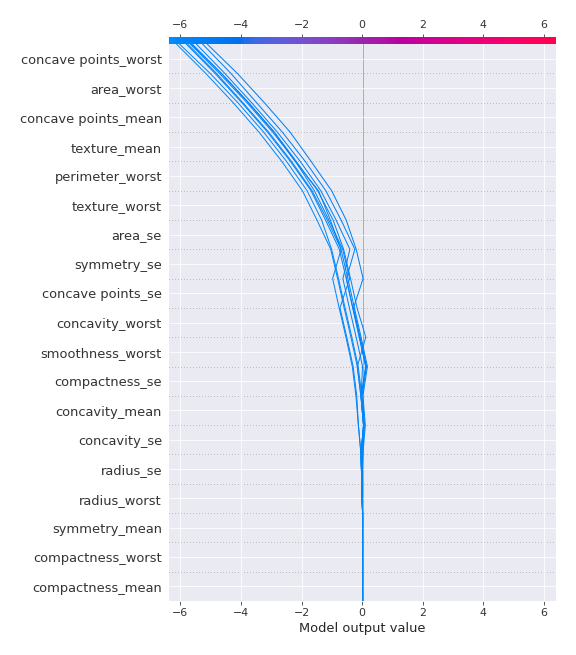 −6 −4 −2 0 2 4 6
concave points_worst
area_worst
concave points_mean
texture_mean
perimeter_worst
texture_worst
area_se
symmetry_se
concave points_se
concavity_worst
smoothness_worst
compactness_se
concavity_mean
concavity_se
radius_se
radius_worst
symmetry_mean
compactness_worst
compactness_mean
−6 −4 −2 0 2 4 6
Model output value